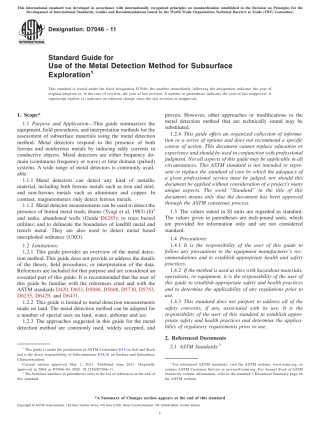 This international standard was developed in accordance with internationally recognized principles on standardization established in the Decision on Principles for the
Development of International Standards, Guides and Recommendations issued by the World Trade Organization Technical Barriers to Trade (TBT) Committee.
Designation: D7046 − 11
INTERNATIONAL
Standard Guide for
Use of the Metal Detection Method for Subsurface
Exploration1
This standard is issued under the fixed designation D7046; the number immediately following the designation indicates the year of
original adoption or, in the case of revision, the year of last revision. A number in parentheses indicates the year of last reapproval. A
superscript epsilon (ε) indicates an editorial change since the last revision or reapproval.
1. Scope*
1.1 Purpose and Application—This guide summarizes the
equipment, field procedures, and interpretation methods for the
assessment of subsurface materials using the metal detection
method. Metal detectors respond to the presence of both
ferrous and nonferrous metals by inducing eddy currents in
conductive objects. Metal detectors are either frequency do-
main (continuous frequency or wave) or time domain (pulsed)
systems. A wide range of metal detectors is commonly avail-
able.
1.1.1 Metal detectors can detect any kind of metallic
material, including both ferrous metals such as iron and steel,
and non-ferrous metals such as aluminum and copper. In
contrast, magnetometers only detect ferrous metals.
1.1.2 Metal detector measurements can be used to detect the
presence of buried metal trash, drums (Tyagi et al, 1983) (1)2
and tanks, abandoned wells (Guide D6285); to trace buried
utilities; and to delineate the boundaries of landfill metal and
trench metal. They are also used to detect metal based
unexploded ordnance (UXO).
1.2 Limitations:
1.2.1 This guide provides an overview of the metal detec-
tion method. This guide does not provide or address the details
of the theory, field procedures, or interpretation of the data.
References are included for that purpose and are considered an
essential part of this guide. It is recommended that the user of
this guide be familiar with the references cited and with the
ASTM standards D420, D653, D5088, D5608, D5730, D5753,
D6235, D6429, and D6431.
1.2.2 This guide is limited to metal detection measurements
made on land. The metal detection method can be adapted for
a number of special uses on land, water, airborne and ice.
1.2.3 The approaches suggested in this guide for the metal
detection method are commonly used, widely accepted, and
proven. However, other approaches or modifications to the
metal detection method that are technically sound may be
substituted.
1.2.4 This guide offers an organized collection of informa-
tion or a series of options and does not recommend a specific
course of action. This document cannot replace education or
experience and should be used in conjunction with professional
judgment. Not all aspects of this guide may be applicable in all
circumstances. This ASTM standard is not intended to repre-
sent or replace the standard of care by which the adequacy of
a given professional service must be judged, nor should this
document be applied without consideration of a project's many
unique aspects. The word "Standard" in the title of this
document means only that the document has been approved
through the ASTM consensus process.
1.3 The values stated in SI units are regarded as standard.
The values given in parentheses are inch-pound units, which
are provided for information only and are not considered
standard.
1.4 Precautions:
1.4.1 It is the responsibility of the user of this guide to
follow any precautions in the equipment manufacturer's rec-
ommendations and to establish appropriate health and safety
practices.
1.4.2 If the method is used at sites with hazardous materials,
operations, or equipment, it is the responsibility of the user of
this guide to establish appropriate safety and health practices
and to determine the applicability of any regulations prior to
use.
1.4.3 This standard does not purport to address all of the
safety concerns, if any, associated with its use. It is the
responsibility of the user of this standard to establish appro-
priate safety and health practices and determine the applica-
bility of regulatory requirements prior to use.
2. Referenced Documents
2.1 ASTM Standards:3
1 This guide is under the jurisdiction of ASTM Committee D18 on Soil and Rock
and is the direct responsibility of Subcommittee D18.01 on Surface and Subsurface
Characterization.
Current edition approved May 1, 2011. Published June 2011. Originally
approved in 2004 as D7046–04. DOI: 10.1520/D7046-11.
2 The boldface numbers in parentheses refer to the list of references at the end of
this standard.
3 For referenced ASTM standards, visit the ASTM website, www.astm.org, or
contact ASTM Customer Service at service@astm.org. For Annual Book of ASTM
Standards volume information, refer to the standard's Document Summary page on
the ASTM website.
*A Summary of Changes section appears at the end of this standard
Copyright © ASTM International, 100 Barr Harbor Drive, PO Box C700, West Conshohocken, PA 19428-2959. United States
1